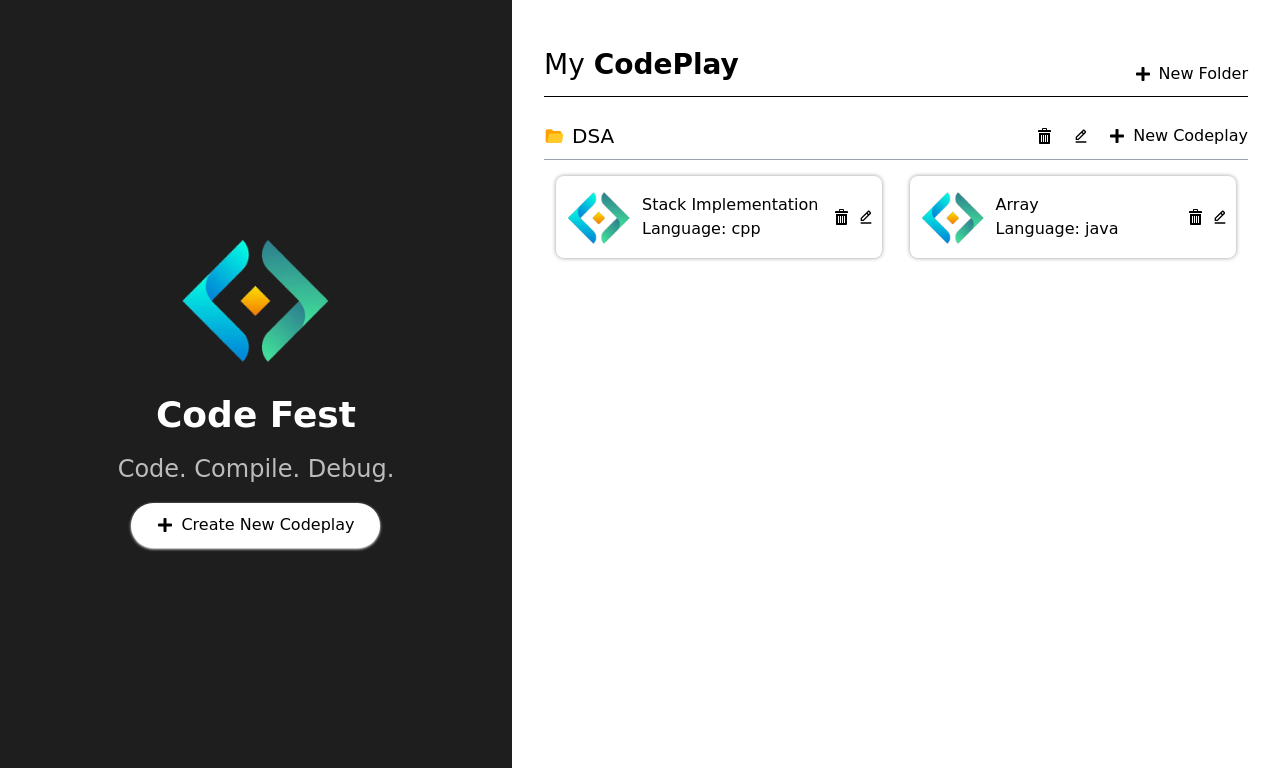 Code Fest
Code. Compile. Debug.
Create New Codeplay
My CodePlay
New Folder
DSA
New Codeplay
Stack Implementation
Language: cpp
Array
Language: java